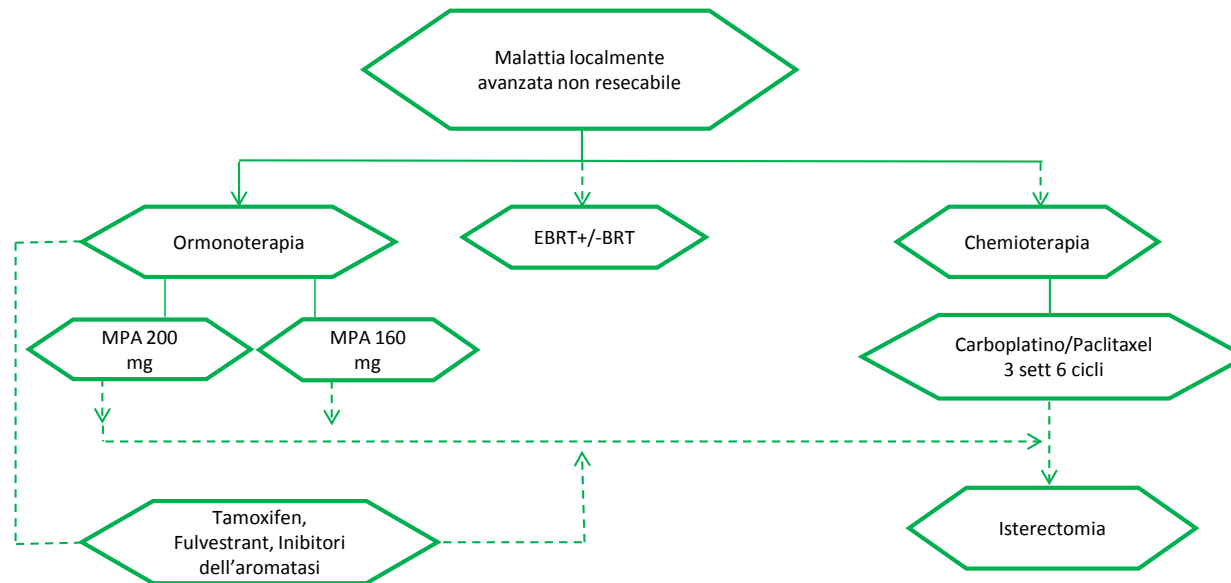 Malattia localmente
avanzata non resecabile
Ormonoterapia
EBRT+/-BRT
Chemioterapia
MPA 200
mg
MPA 160
mg
Carboplatino/Paclitaxel
3 sett 6 cicli
Tamoxifen,
Fulvestrant, Inibitori
dell'aromatasi
Isterectomia